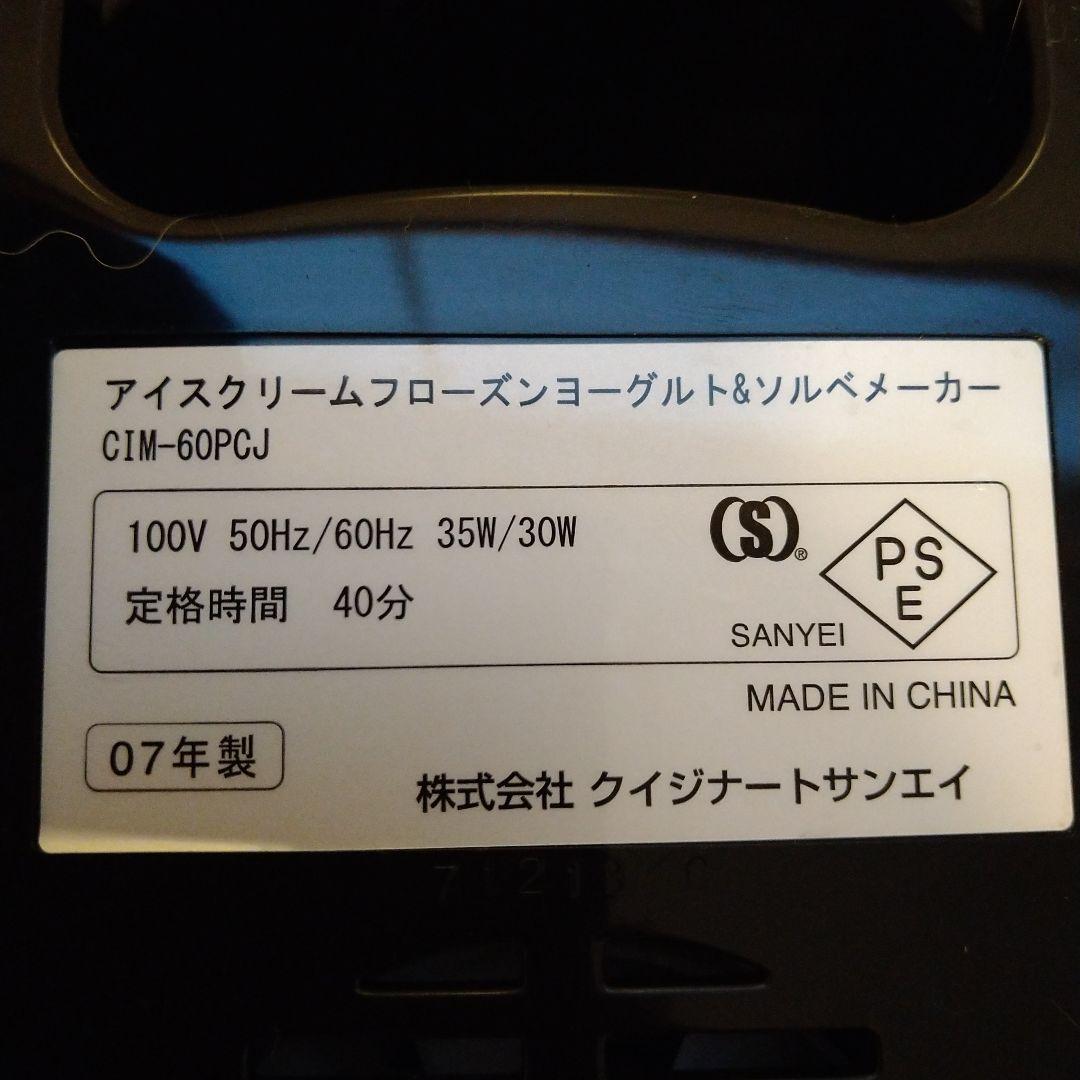 アイスクリームフローズンヨーグルト&ソルベメーカー
CIM-60PCJ
100V 50Hz/60Hz 35W/30W
定格時間 40分
S®
PS
E
SANYEI
MADE IN CHINA
07年製
株式会社 クイジナートサンエイ